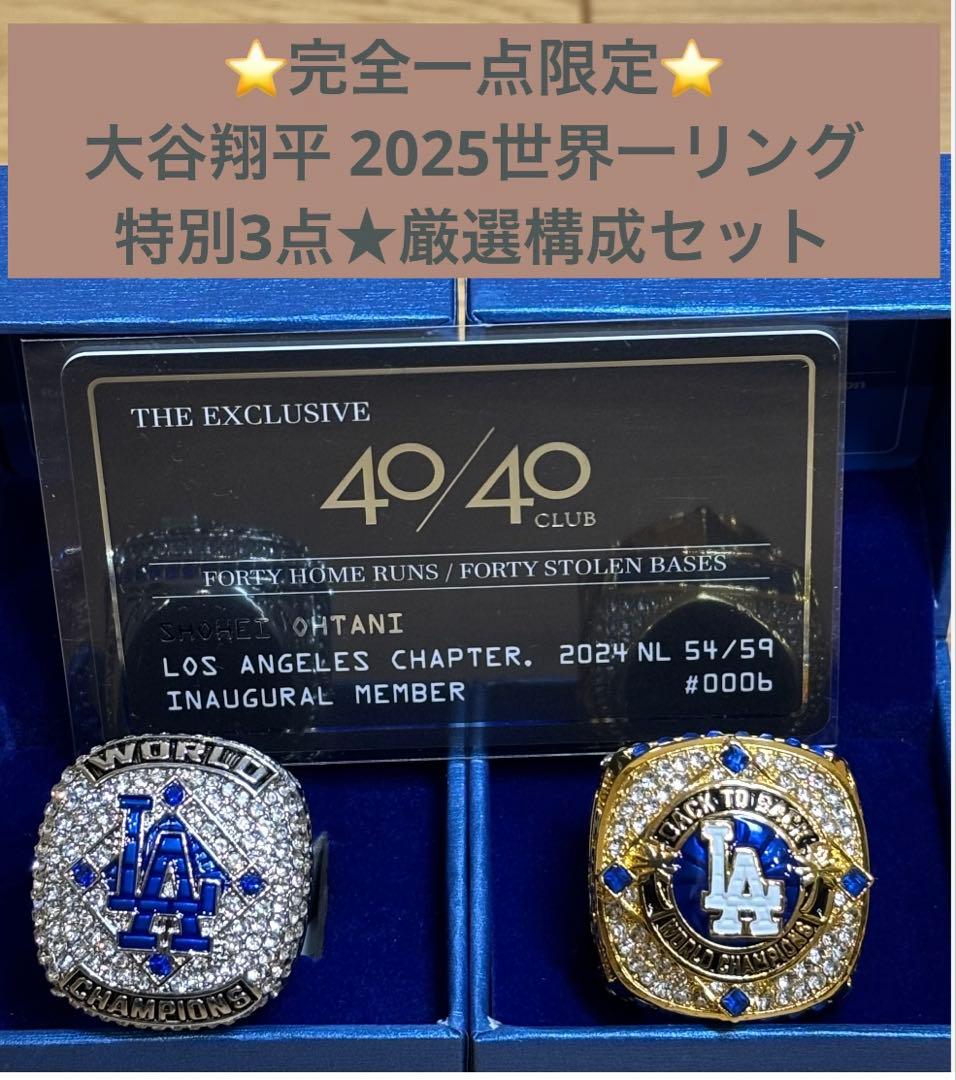 ⭐完全一点限定⭐
大谷翔平 2025世界一リング
特別3点★厳選構成セット
THE EXCLUSIVE
40/40
CLUB
FORTY HOME RUNS / FORTY STOLEN BASES
SHOHEI OHTANI
LOS ANGELES CHAPTER. 2024 NL 54/59
INAUGURAL MEMBER #0006
WORLD
LA
CHAMPIONS
BACK TO BACK
LA
WORLD CHAMPIONS